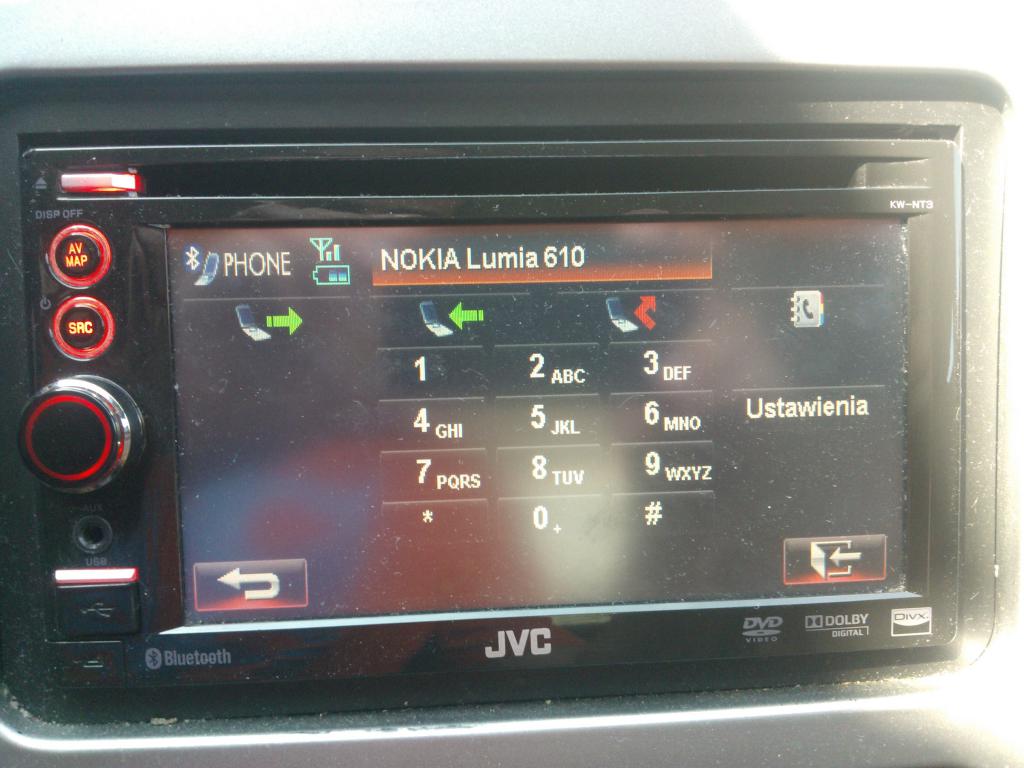 KW-NT3
DISP OFF
AV
MAP
SRC
PHONE
NOKIA Lumia 610
1
2 ABC
3 DEF
4 GHI
5 JKL
6 MNO
7 PQRS
8 TUV
9 WXYZ
*
0 +
#
Ustawienia
AUX
USB
Bluetooth
JVC
DVD
VIDEO
DOLBY
DIGITAL
DIVX